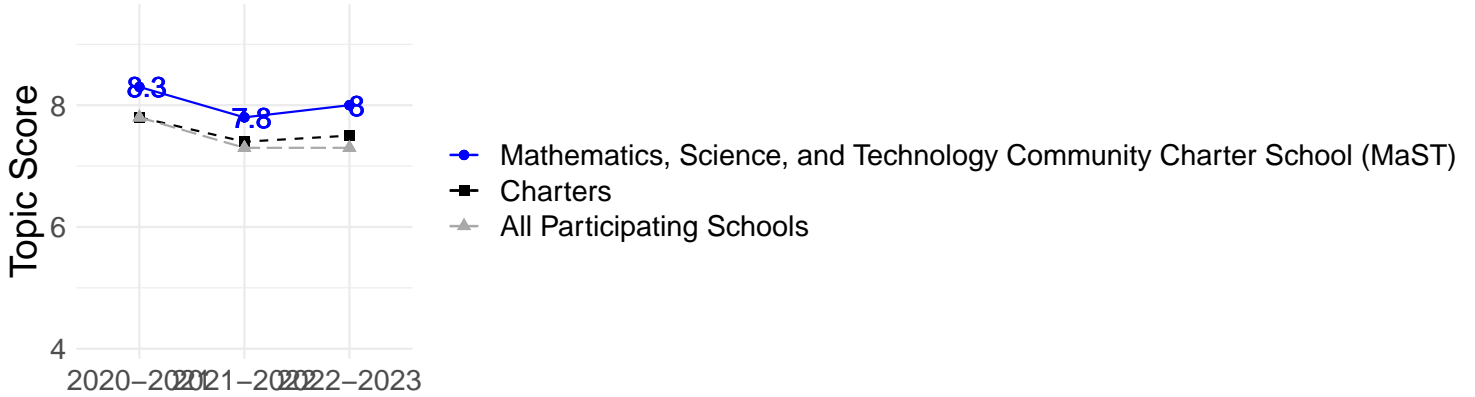 Topic Score
8
6
4
8.3
7.8
8
2020–2021
2021–2022
2022–2023
Mathematics, Science, and Technology Community Charter School (MaST)
Charters
All Participating Schools